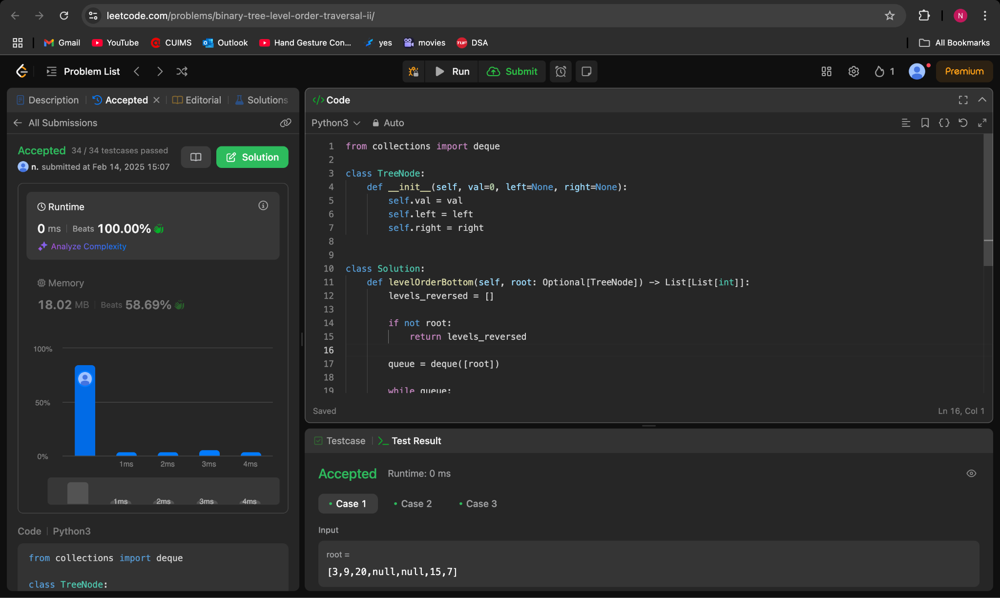 leetcode.com/problems/binary-tree-level-order-traversal-ii/
N
Gmail YouTube CUIMS Outlook Hand Gesture Con... yes movies TUF DSA All Bookmarks
Problem List Run Submit 1 Premium
Description Accepted Editorial Solutions
All Submissions
Accepted 34 / 34 testcases passed
n. submitted at Feb 14, 2025 15:07
Solution
Runtime
0 ms Beats 100.00%
Analyze Complexity
Memory
18.02 MB Beats 58.69%
100%
50%
0%
1ms 2ms 3ms 4ms
1ms 2ms 3ms 4ms
Code Python3
from collections import deque
class TreeNode:
</> Code
Python3 Auto
1 from collections import deque
2
3 class TreeNode:
4 def __init__(self, val=0, left=None, right=None):
5 self.val = val
6 self.left = left
7 self.right = right
8
9
10 class Solution:
11 def levelOrderBottom(self, root: Optional[TreeNode]) -> List[List[int]]:
12 levels_reversed = []
13
14 if not root:
15 return levels_reversed
16
17 queue = deque([root])
18
19 while queue:
Saved Ln 16, Col 1
Testcase >_ Test Result
Accepted Runtime: 0 ms
• Case 1 • Case 2 • Case 3
Input
root =
[3,9,20,null,null,15,7]